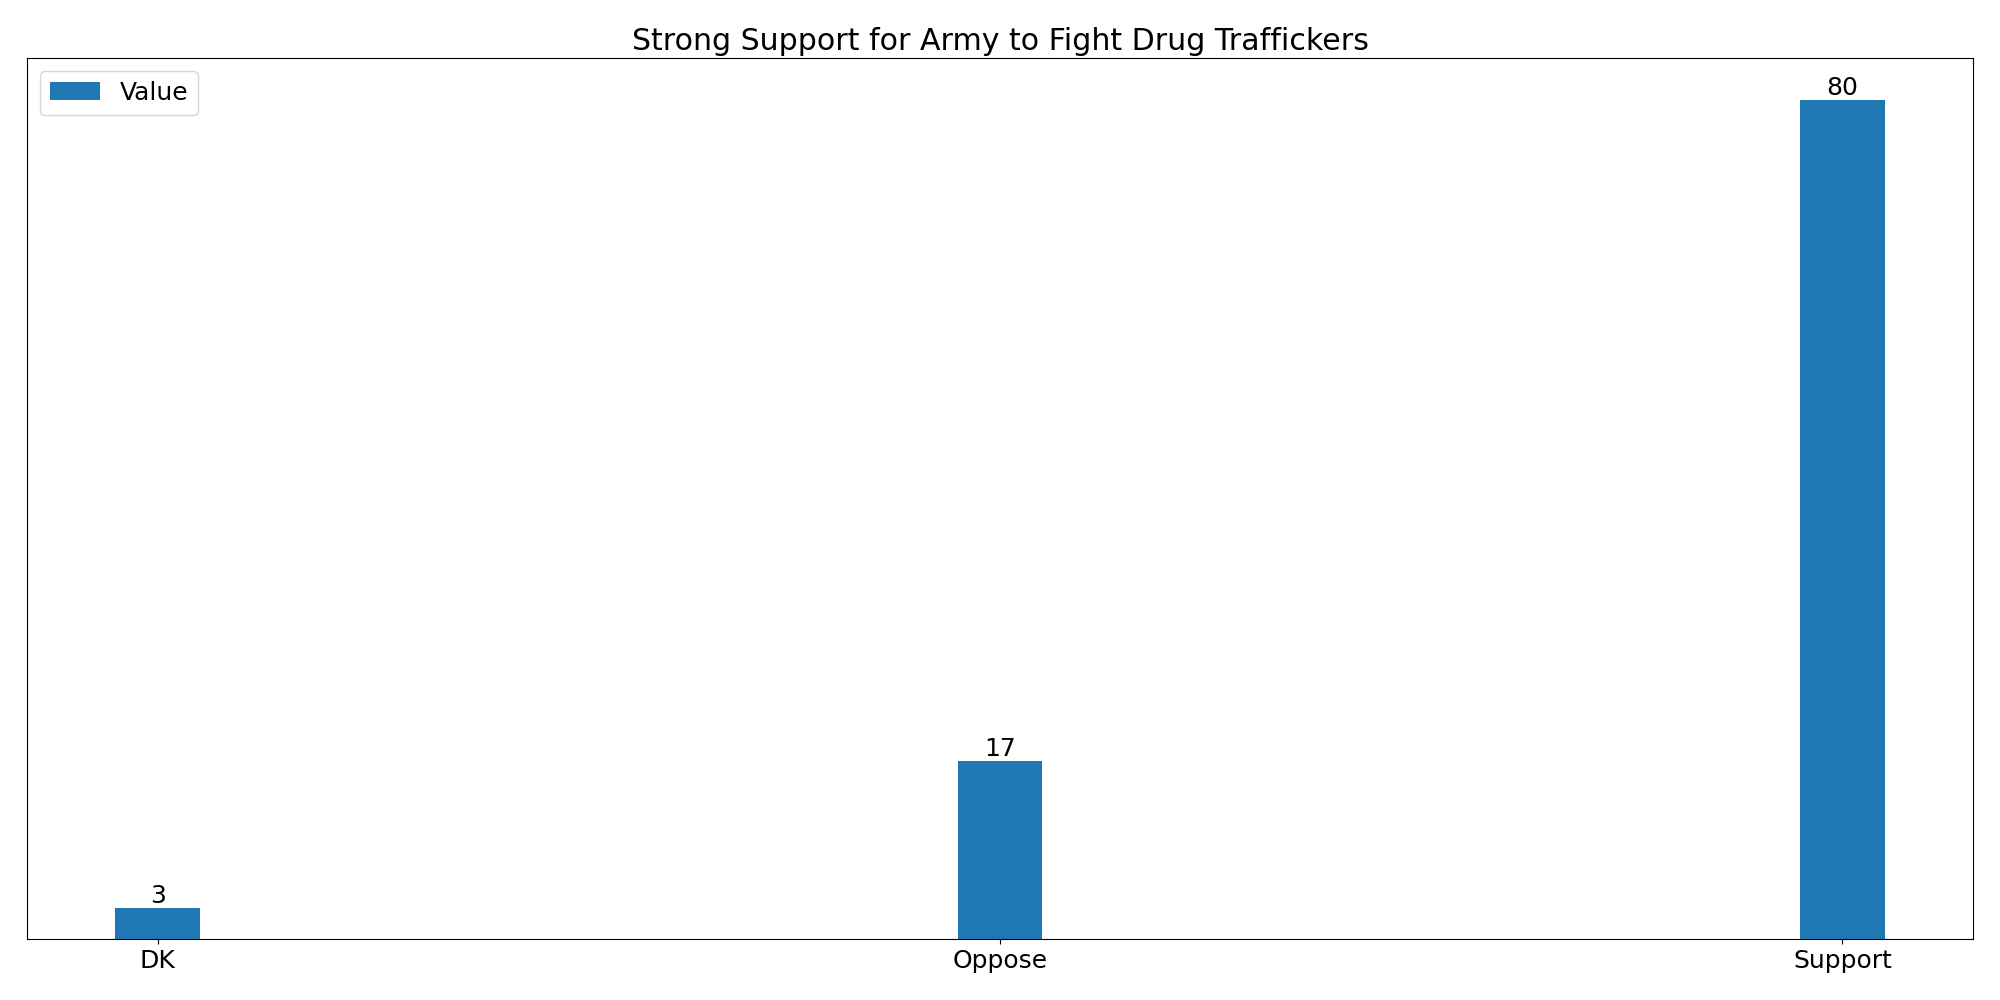 Strong Support for Army to Fight Drug Traffickers
Value
80
17
3
DK
Oppose
Support